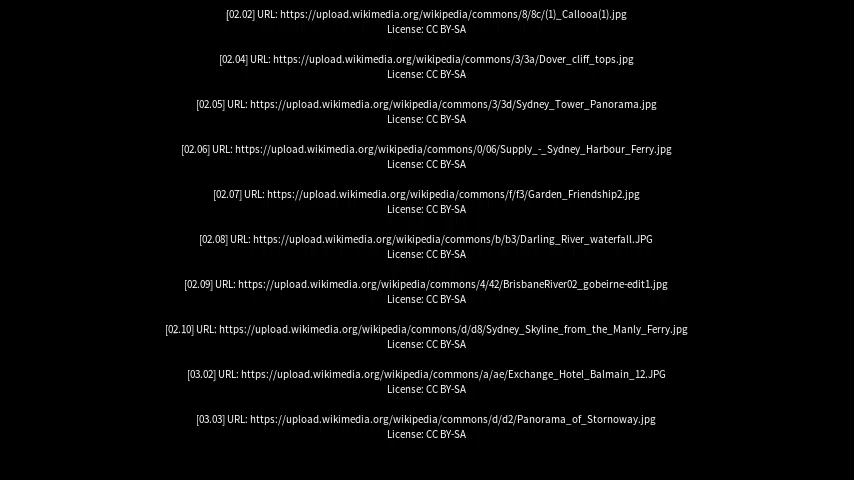 [02.02] URL: https://upload.wikimedia.org/wikipedia/commons/8/8c/(1)_Callooa(1).jpg
License: CC BY-SA
[02.04] URL: https://upload.wikimedia.org/wikipedia/commons/3/3a/Dover_cliff_tops.jpg
License: CC BY-SA
[02.05] URL: https://upload.wikimedia.org/wikipedia/commons/3/3d/Sydney_Tower_Panorama.jpg
License: CC BY-SA
[02.06] URL: https://upload.wikimedia.org/wikipedia/commons/0/06/Supply_-_Sydney_Harbour_Ferry.jpg
License: CC BY-SA
[02.07] URL: https://upload.wikimedia.org/wikipedia/commons/f/f3/Garden_Friendship2.jpg
License: CC BY-SA
[02.08] URL: https://upload.wikimedia.org/wikipedia/commons/b/b3/Darling_River_waterfall.JPG
License: CC BY-SA
[02.09] URL: https://upload.wikimedia.org/wikipedia/commons/4/42/BrisbaneRiver02_gobeirne-edit1.jpg
License: CC BY-SA
[02.10] URL: https://upload.wikimedia.org/wikipedia/commons/d/d8/Sydney_Skyline_from_the_Manly_Ferry.jpg
License: CC BY-SA
[03.02] URL: https://upload.wikimedia.org/wikipedia/commons/a/ae/Exchange_Hotel_Balmain_12.JPG
License: CC BY-SA
[03.03] URL: https://upload.wikimedia.org/wikipedia/commons/d/d2/Panorama_of_Stornoway.jpg
License: CC BY-SA